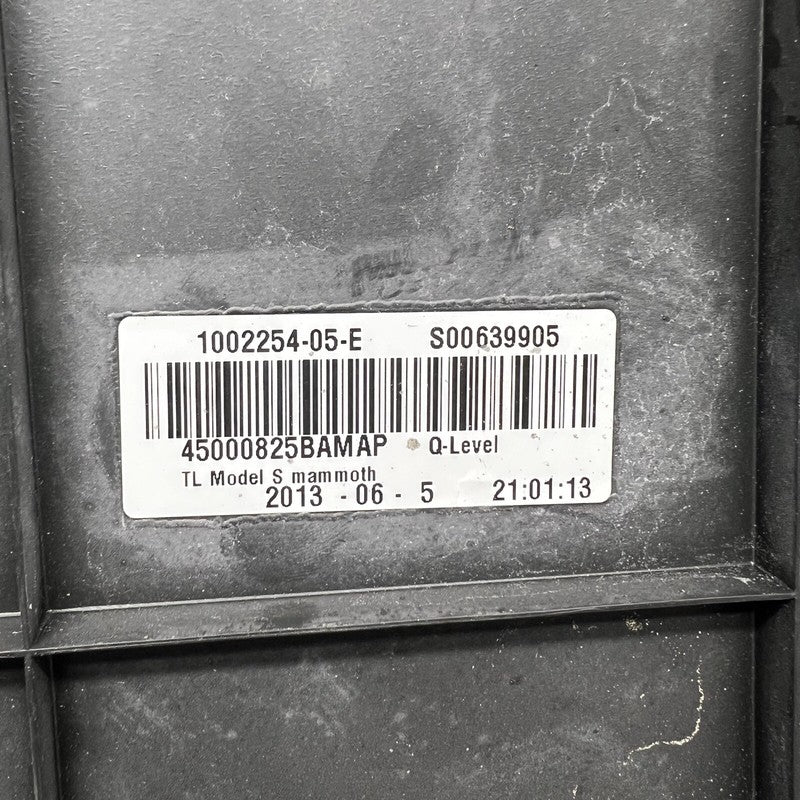 1002254-05-E S00639905
45000825BAMAP Q-Level
TL Model S mammoth
2013 - 06 - 5 21:01:13